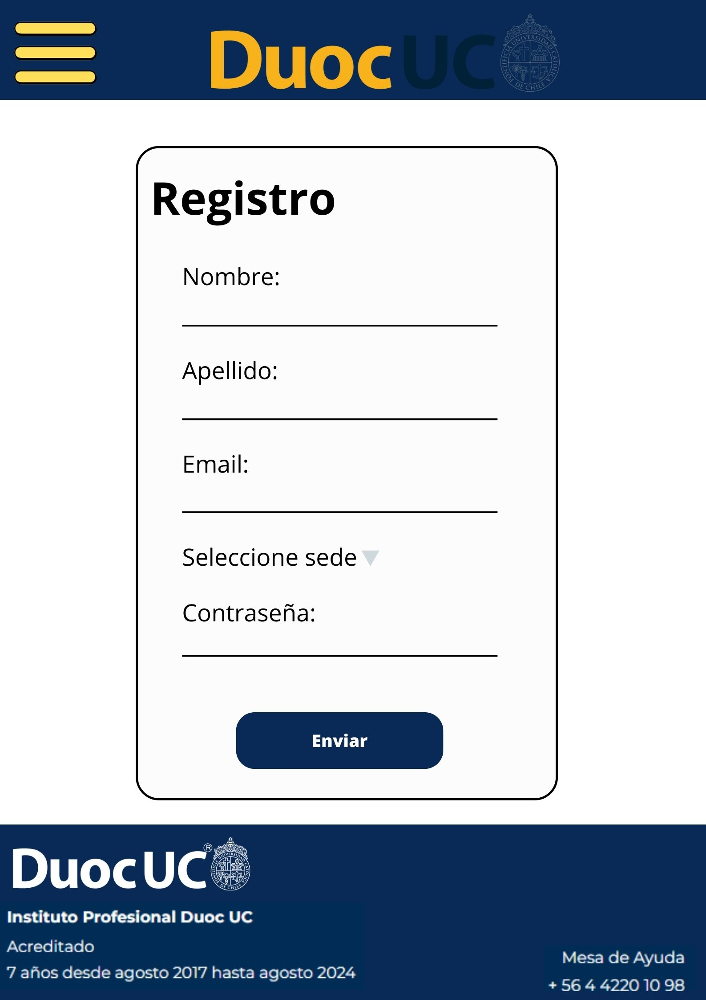 Duoc UC
PONTIFICIA UNIVERSIDAD CATOLICA DE CHILE
Registro
Nombre:
Apellido:
Email:
Seleccione sede
Contraseña:
Enviar
Duoc UC®
PONTIFICIA UNIVERSIDAD CATOLICA DE CHILE
Instituto Profesional Duoc UC
Acreditado
7 años desde agosto 2017 hasta agosto 2024
Mesa de Ayuda
+ 56 4 4220 10 98